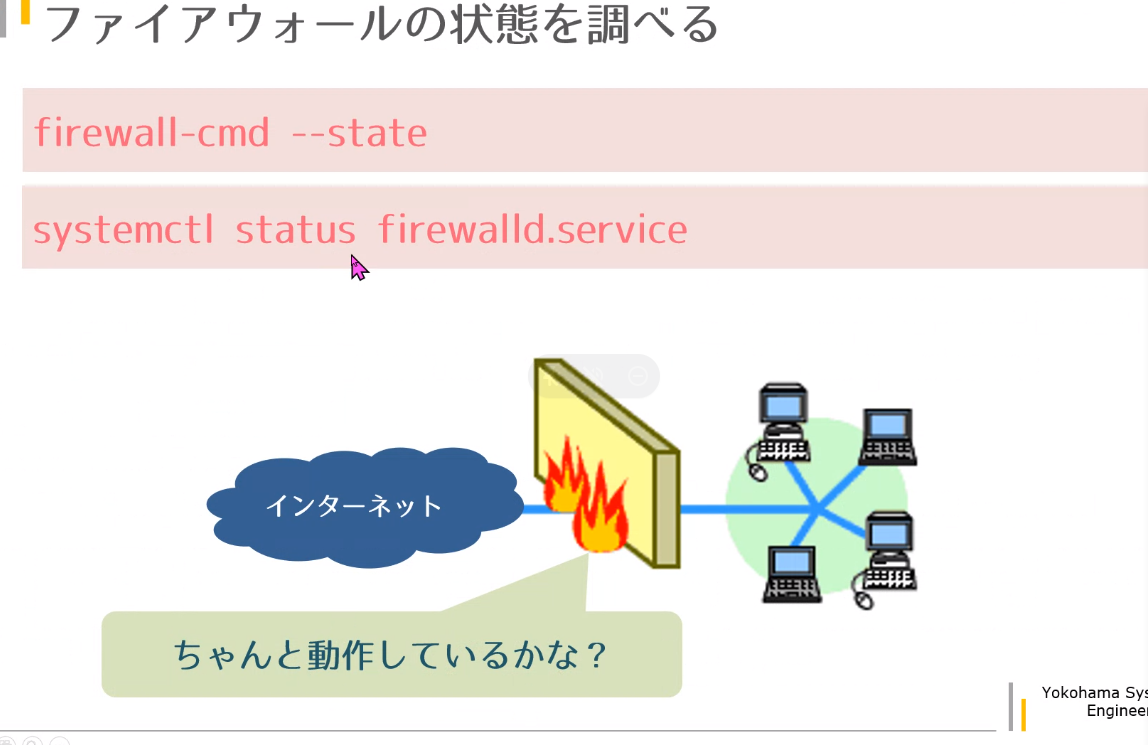 ファイアウォールの状態を調べる
firewall-cmd --state
systemctl status firewalld.service
インターネット
ちゃんと動作しているかな？
Yokohama Sys
Engineer